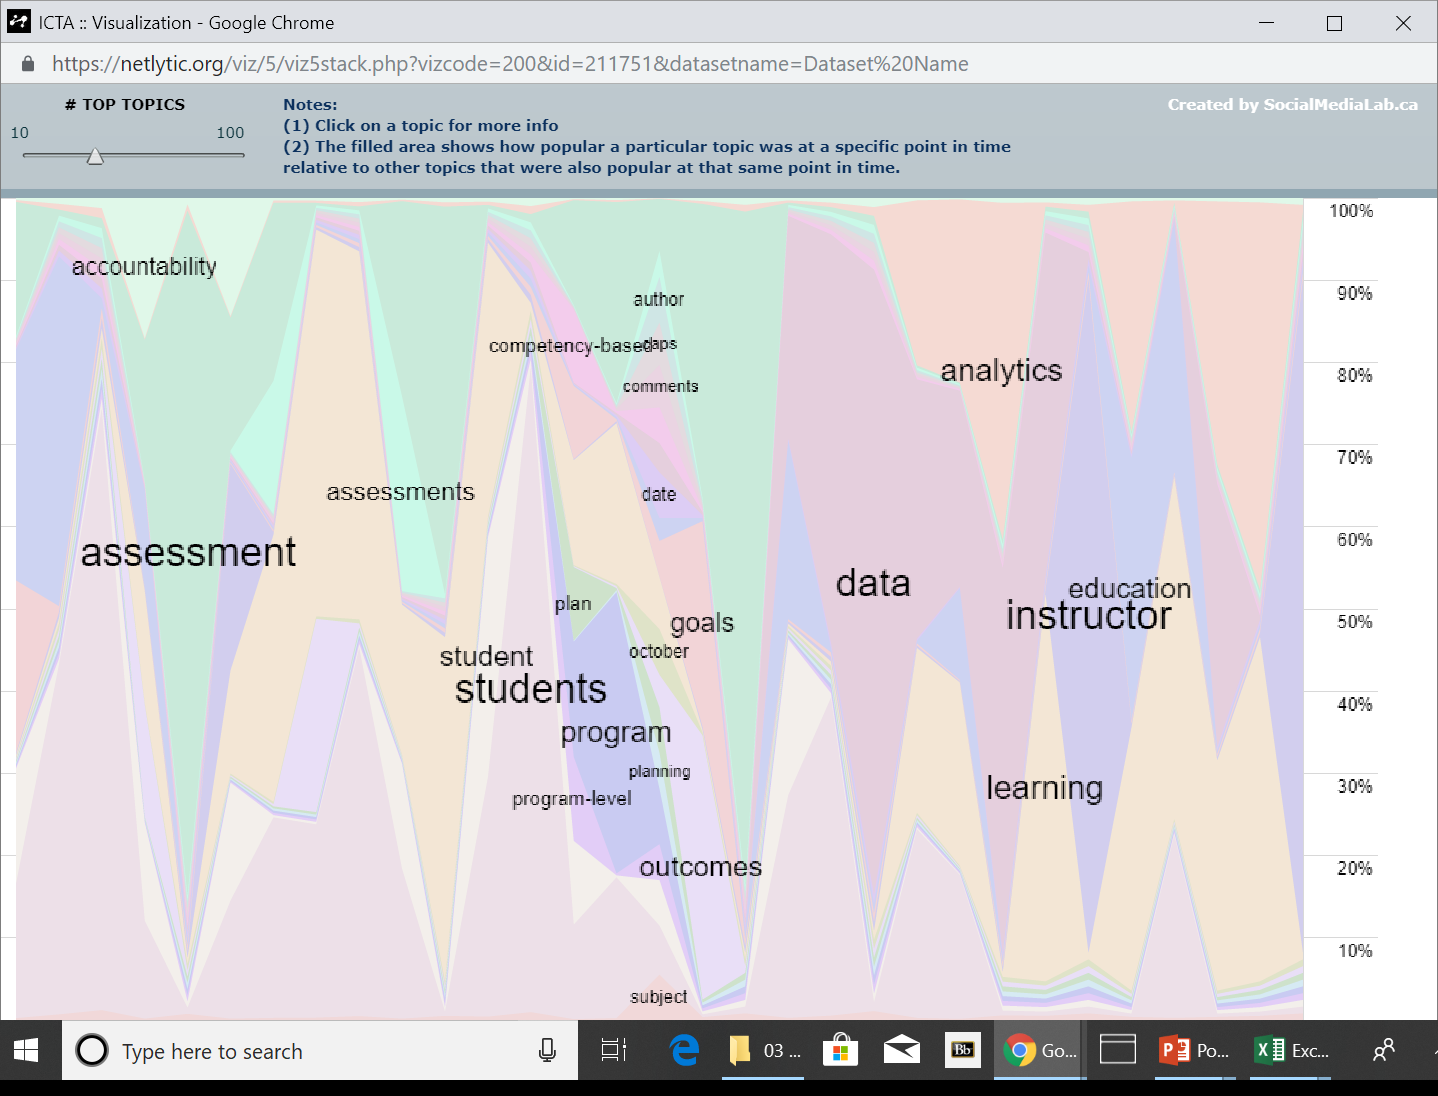 ICTA :: Visualization - Google Chrome
https://netlytic.org/viz/5/viz5stack.php?vizcode=200&id=211751&datasetname=Dataset%20Name
# TOP TOPICS
10 100
Notes:
(1) Click on a topic for more info
(2) The filled area shows how popular a particular topic was at a specific point in time
relative to other topics that were also popular at that same point in time.
Created by SocialMediaLab.ca
100%
accountability
90%
author
competency-based
gaps
80%
analytics
comments
70%
assessments
date
60%
assessment
data
education
plan
instructor
goals
50%
october
student
students
40%
program
planning
30%
learning
program-level
outcomes
20%
10%
subject
Type here to search
03 ...
Bb
Go...
Po...
Exc...